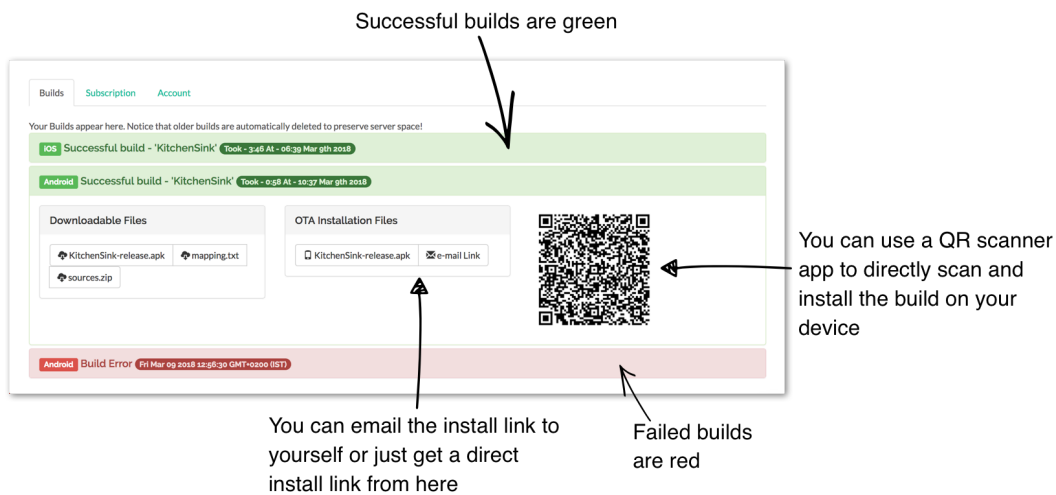 Successful builds are green
Builds Subscription Account
Your Builds appear here. Notice that older builds are automatically deleted to preserve server space!
iOS Successful build - 'KitchenSink' Took - 3:46 At - 06:39 Mar 9th 2018
Android Successful build - 'KitchenSink' Took - 0:58 At - 10:37 Mar 9th 2018
Downloadable Files
OTA Installation Files
KitchenSink-release.apk mapping.txt
KitchenSink-release.apk e-mail Link
sources.zip
You can use a QR scanner
app to directly scan and
install the build on your
device
Android Build Error Fri Mar 09 2018 12:56:30 GMT+0200 (IST)
You can email the install link to
yourself or just get a direct
install link from here
Failed builds
are red